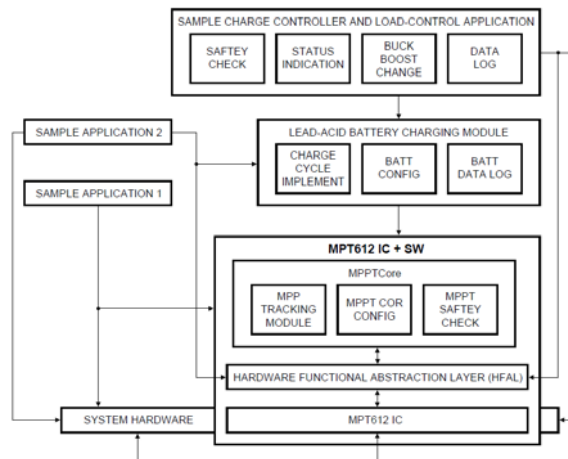 SAMPLE CHARGE CONTROLLER AND LOAD-CONTROL APPLICATION
SAFTEY
CHECK
STATUS
INDICATION
BUCK
BOOST
CHANGE
DATA
LOG
SAMPLE APPLICATION 2
LEAD-ACID BATTERY CHARGING MODULE
CHARGE
CYCLE
IMPLEMENT
BATT
CONFIG
BATT
DATA LOG
SAMPLE APPLICATION 1
MPT612 IC + SW
MPPTCore
MPP
TRACKING
MODULE
MPPT COR
CONFIG
MPPT
SAFTEY
CHECK
HARDWARE FUNCTIONAL ABSTRACTION LAYER (HFAL)
SYSTEM HARDWARE
MPT612 IC